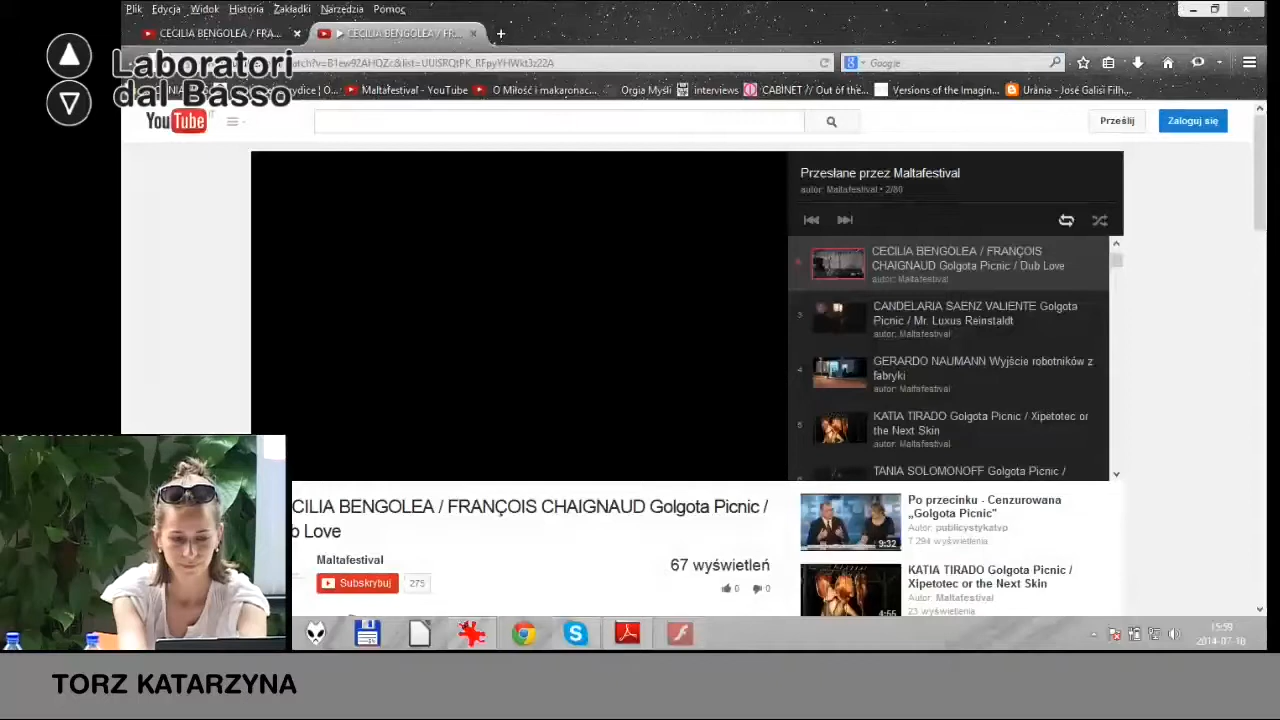 Plik Edycja Widok Historia Zakładki Narzędzia Pomoc
CECILIA BENGOLEA / FRA... CECILIA BENGOLEA / FR...
Laboratori
dal Basso
Google
Maltafestival - YouTube O Miłość i makaronac... Orgia Myśli interviews CABINET // Out of the... Versions of the Imagin... Urània - José Galisi Filh...
YouTube
Prześlij Zaloguj się
Przesłane przez Maltafestival
autor: Maltafestival • 2/80
CECILIA BENGOLEA / FRANÇOIS
CHAIGNAUD Golgota Picnic / Dub Love
autor: Maltafestival
3 CANDELARIA SAENZ VALIENTE Golgota
Picnic / Mr. Luxus Reinstaldt
autor: Maltafestival
4 GERARDO NAUMANN Wyjście robotników z
fabryki
autor: Maltafestival
5 KATIA TIRADO Golgota Picnic / Xipetotec or
the Next Skin
autor: Maltafestival
TANIA SOLOMONOFF Golgota Picnic /
CILIA BENGOLEA / FRANÇOIS CHAIGNAUD Golgota Picnic /
b Love
Maltafestival
Subskrybuj 275
67 wyświetleń
0 0
Po przecinku - Cenzurowana
„Golgota Picnic"
Autor: publicystykatvp
7 294 wyświetlenia
9:32
KATIA TIRADO Golgota Picnic /
Xipetotec or the Next Skin
Autor: Maltafestival
23 wyświetlenia
4:55
15:59
2014-07-18
TORZ KATARZYNA